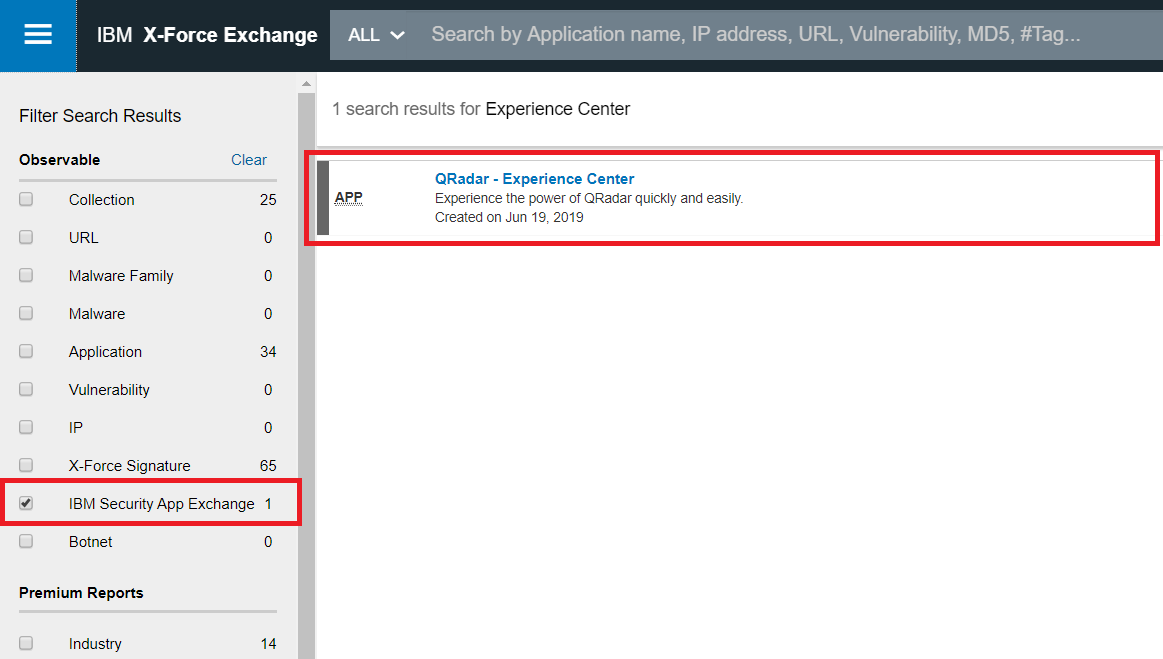 IBM X-Force Exchange
ALL
Search by Application name, IP address, URL, Vulnerability, MD5, #Tag...
Filter Search Results
Observable Clear
Collection 25
URL 0
Malware Family 0
Malware 0
Application 34
Vulnerability 0
IP 0
X-Force Signature 65
IBM Security App Exchange 1
Botnet 0
Premium Reports
Industry 14
1 search results for Experience Center
APP
QRadar - Experience Center
Experience the power of QRadar quickly and easily.
Created on Jun 19, 2019